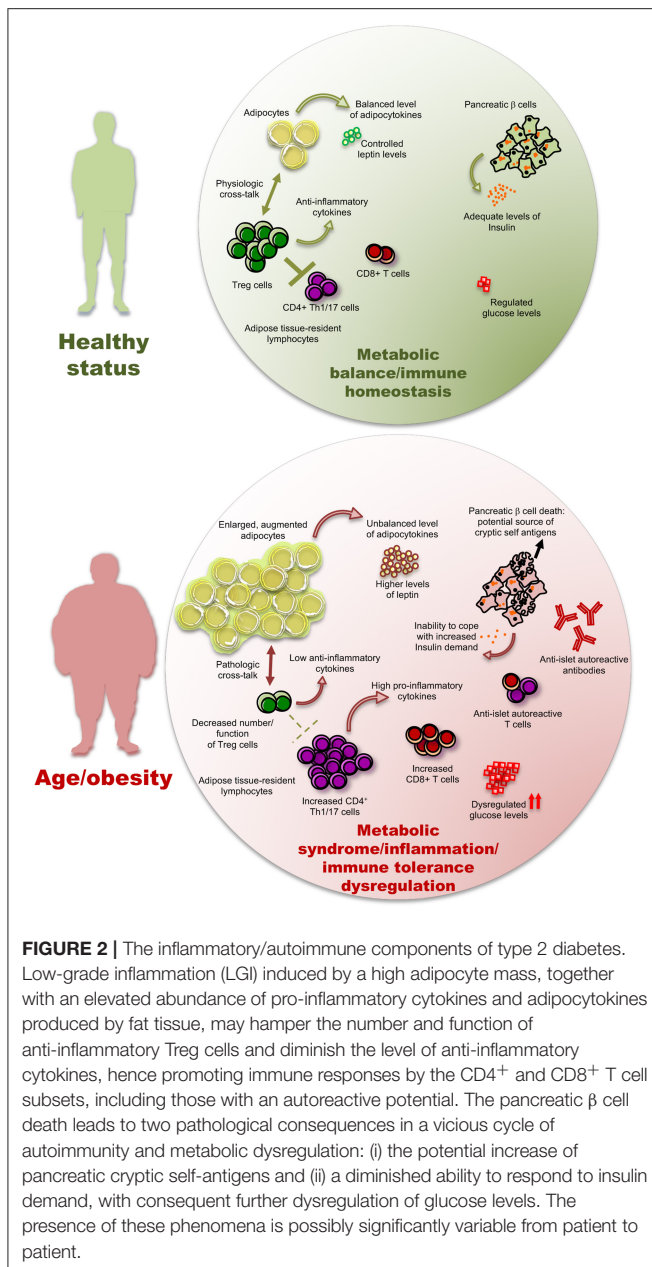 Adipocytes
Balanced level
of adipocytokines
Controlled
leptin levels
Pancreatic β cells
Physiologic
cross-talk
Anti-inflammatory
cytokines
Adequate levels of
Insulin
Treg cells
CD8+ T cells
CD4+ Th1/17 cells
Adipose tissue-resident
lymphocytes
Regulated
glucose levels
Healthy
status
Metabolic
balance/immune
homeostasis
Enlarged, augmented
adipocytes
Unbalanced level
of adipocytokines
Higher levels
of leptin
Pancreatic β cell death:
potential source of
cryptic self antigens
Inability to cope
with increased
Insulin demand
Anti-islet autoreactive
antibodies
Pathologic
cross-talk
Low anti-inflammatory
cytokines
High pro-inflammatory
cytokines
Anti-islet autoreactive
T cells
Decreased number/
function
of Treg cells
Adipose tissue-resident
lymphocytes
Increased CD4⁺
Th1/17 cells
Increased
CD8+ T cells
Dysregulated
glucose levels
Age/obesity
Metabolic
syndrome/inflammation/
immune tolerance
dysregulation
FIGURE 2 | The inflammatory/autoimmune components of type 2 diabetes.
Low-grade inflammation (LGI) induced by a high adipocyte mass, together
with an elevated abundance of pro-inflammatory cytokines and adipocytokines
produced by fat tissue, may hamper the number and function of
anti-inflammatory Treg cells and diminish the level of anti-inflammatory
cytokines, hence promoting immune responses by the CD4⁺ and CD8⁺ T cell
subsets, including those with an autoreactive potential. The pancreatic β cell
death leads to two pathological consequences in a vicious cycle of
autoimmunity and metabolic dysregulation: (i) the potential increase of
pancreatic cryptic self-antigens and (ii) a diminished ability to respond to insulin
demand, with consequent further dysregulation of glucose levels. The
presence of these phenomena is possibly significantly variable from patient to
patient.